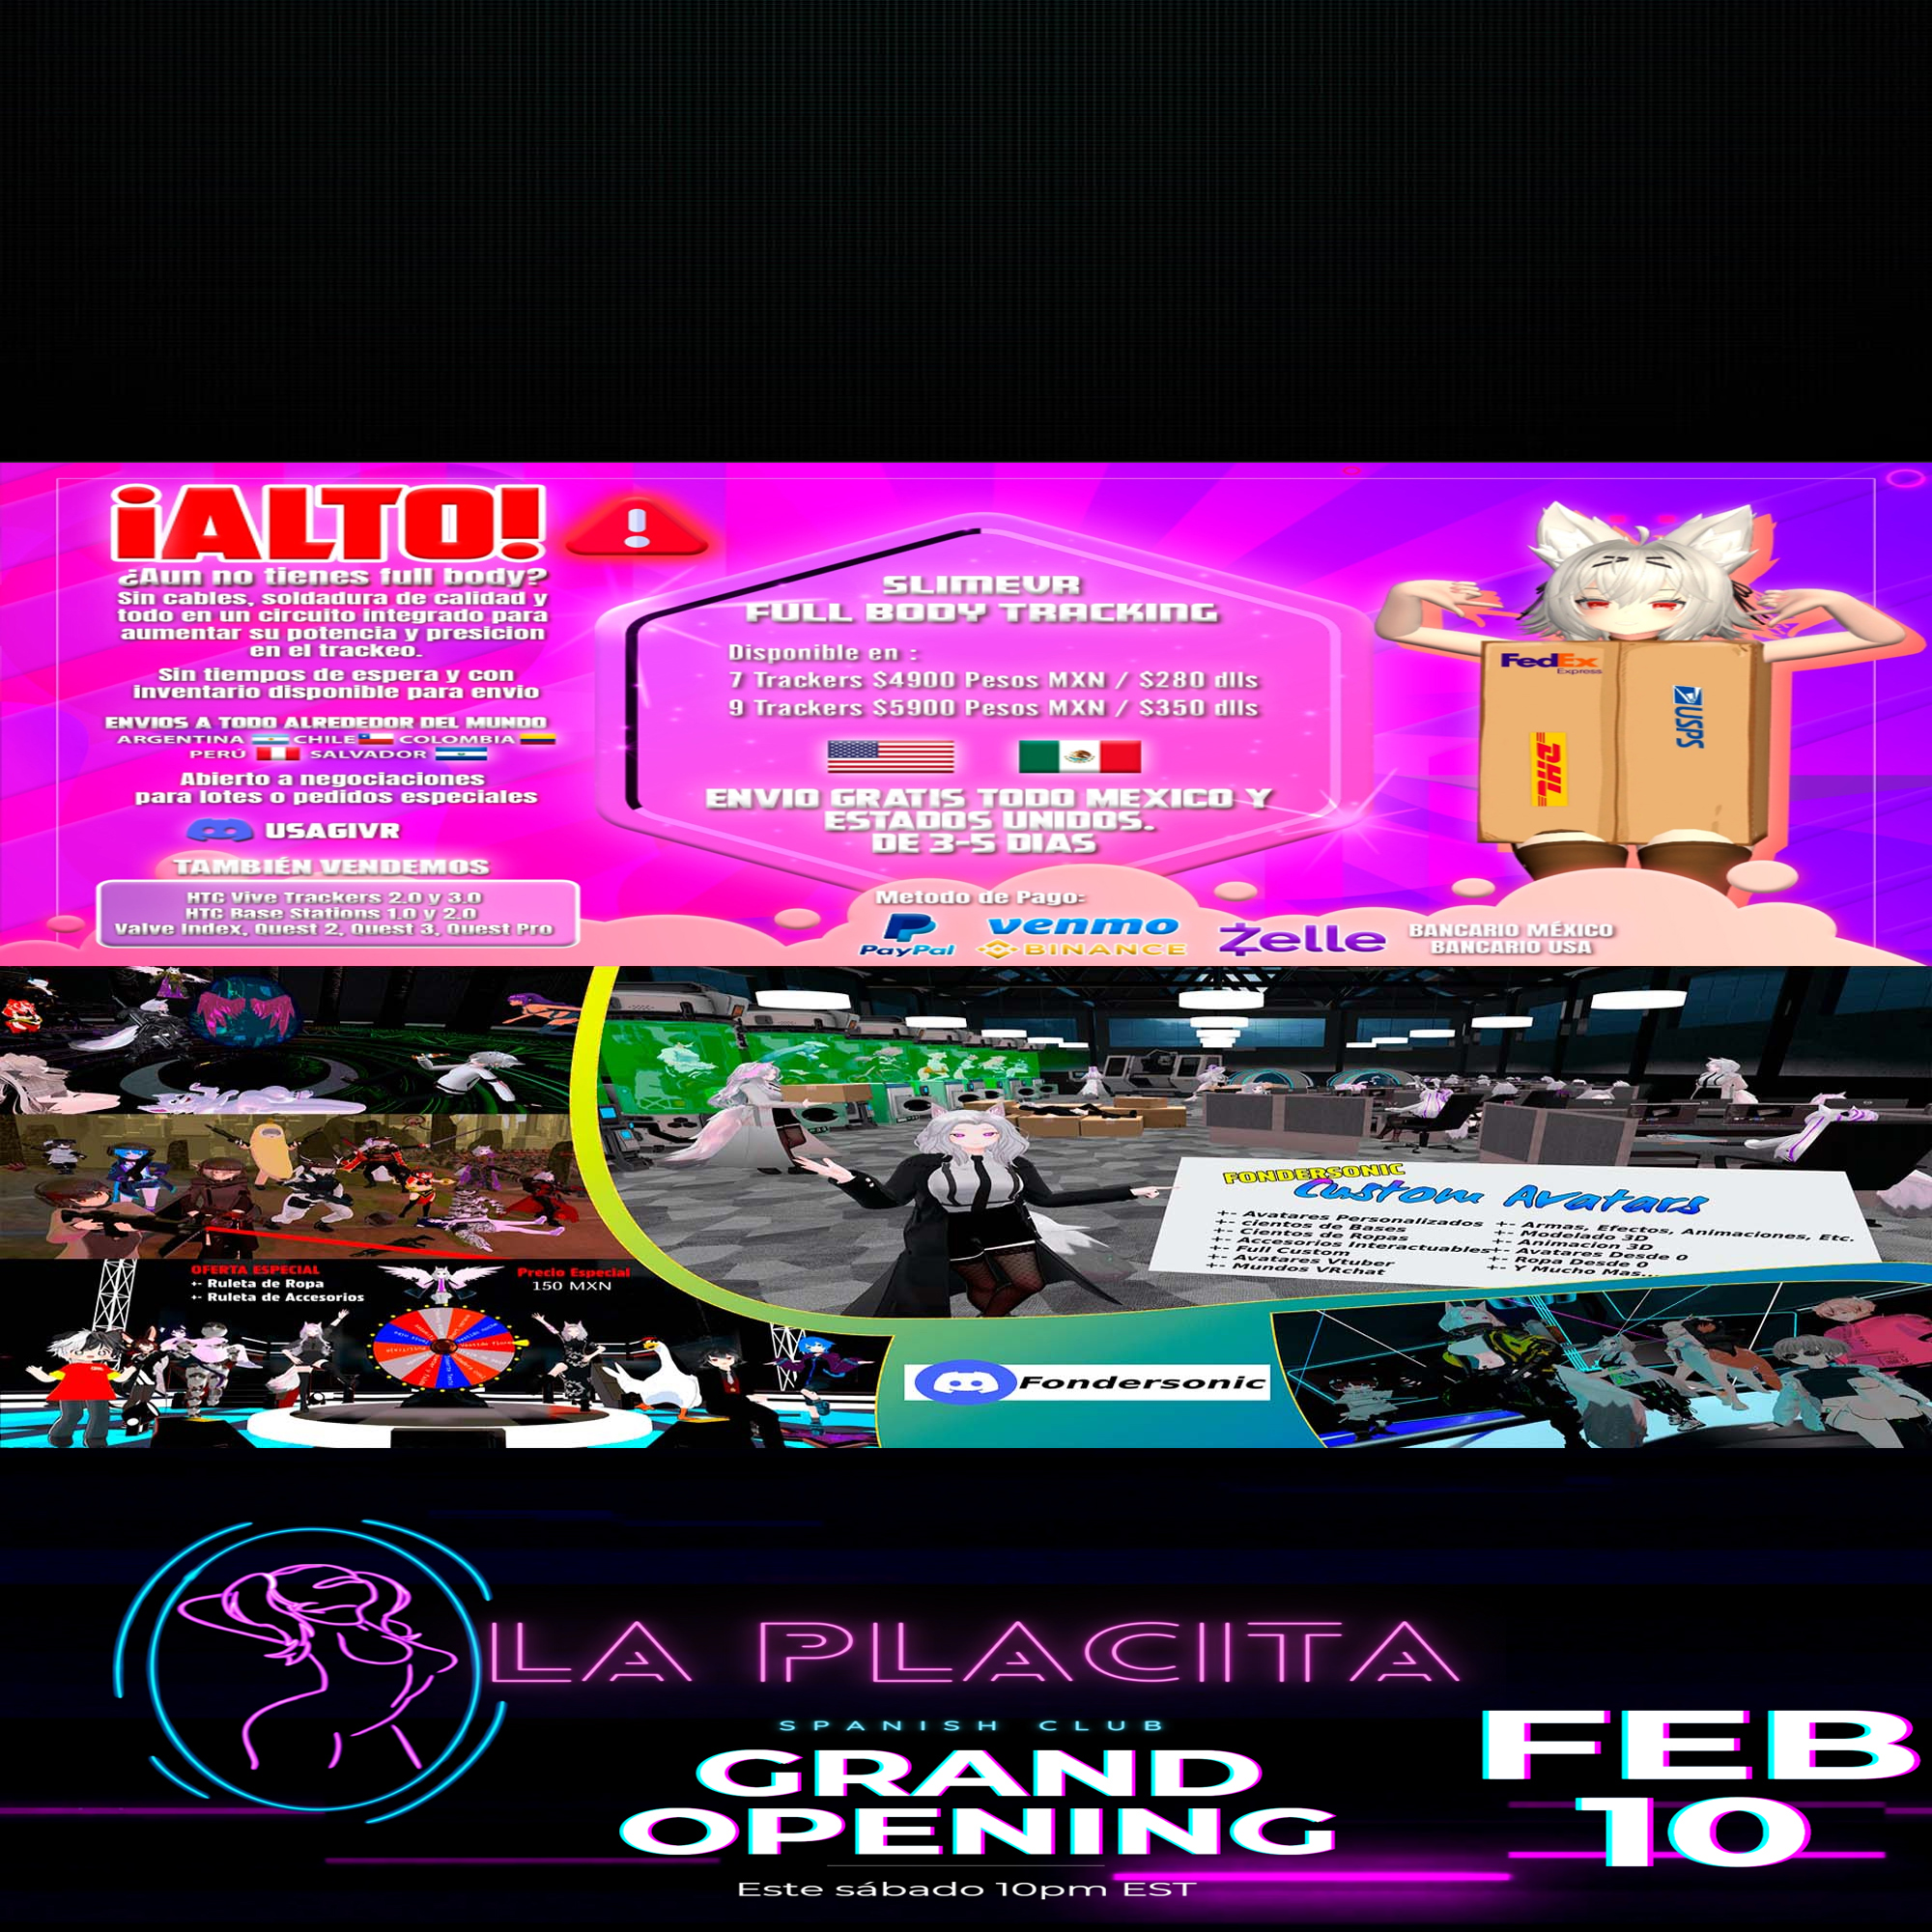 ¡ALTO!
¿Aun no tienes full body?
Sin cables, soldadura de calidad y
todo en un circuito integrado para
aumentar su potencia y presicion
en el trackeo.
Sin tiempos de espera y con
inventario disponible para envio
ENVIOS A TODO ALREDEDOR DEL MUNDO
ARGENTINA CHILE COLOMBIA
PERÚ SALVADOR
Abierto a negociaciones
para lotes o pedidos especiales
USAGIVR
TAMBIÉN VENDEMOS
HTC Vive Trackers 2.0 y 3.0
HTC Base Stations 1.0 y 2.0
Valve Index, Quest 2, Quest 3, Quest Pro
SLIMEVR
FULL BODY TRACKING
Disponible en :
7 Trackers $4900 Pesos MXN / $280 dlls
9 Trackers $5900 Pesos MXN / $350 dlls
ENVIO GRATIS TODO MEXICO Y
ESTADOS UNIDOS.
DE 3-5 DIAS
Metodo de Pago:
PayPal
venmo
BINANCE
Zelle
BANCARIO MÉXICO
BANCARIO USA
FedEx
Express
USPS
DHL
FONDERSONIC
Custom Avatars
+- Avatares Personalizados
+- cientos de Bases
+- Cientos de Ropas
+- Accesorios Interactuables
+- Full Custom
+- Avatares Vtuber
+- Mundos VRchat
+- Armas, Efectos, Animaciones, Etc.
+- Modelado 3D
+- Animacion 3D
+- Avatares Desde 0
+- Ropa Desde 0
+- Y Mucho Mas...
OFERTA ESPECIAL
+- Ruleta de Ropa
+- Ruleta de Accesorios
Precio Especial
150 MXN
Fondersonic
LA PLACITA
SPANISH CLUB
GRAND
OPENING
Este sábado 10pm EST
FEB
10